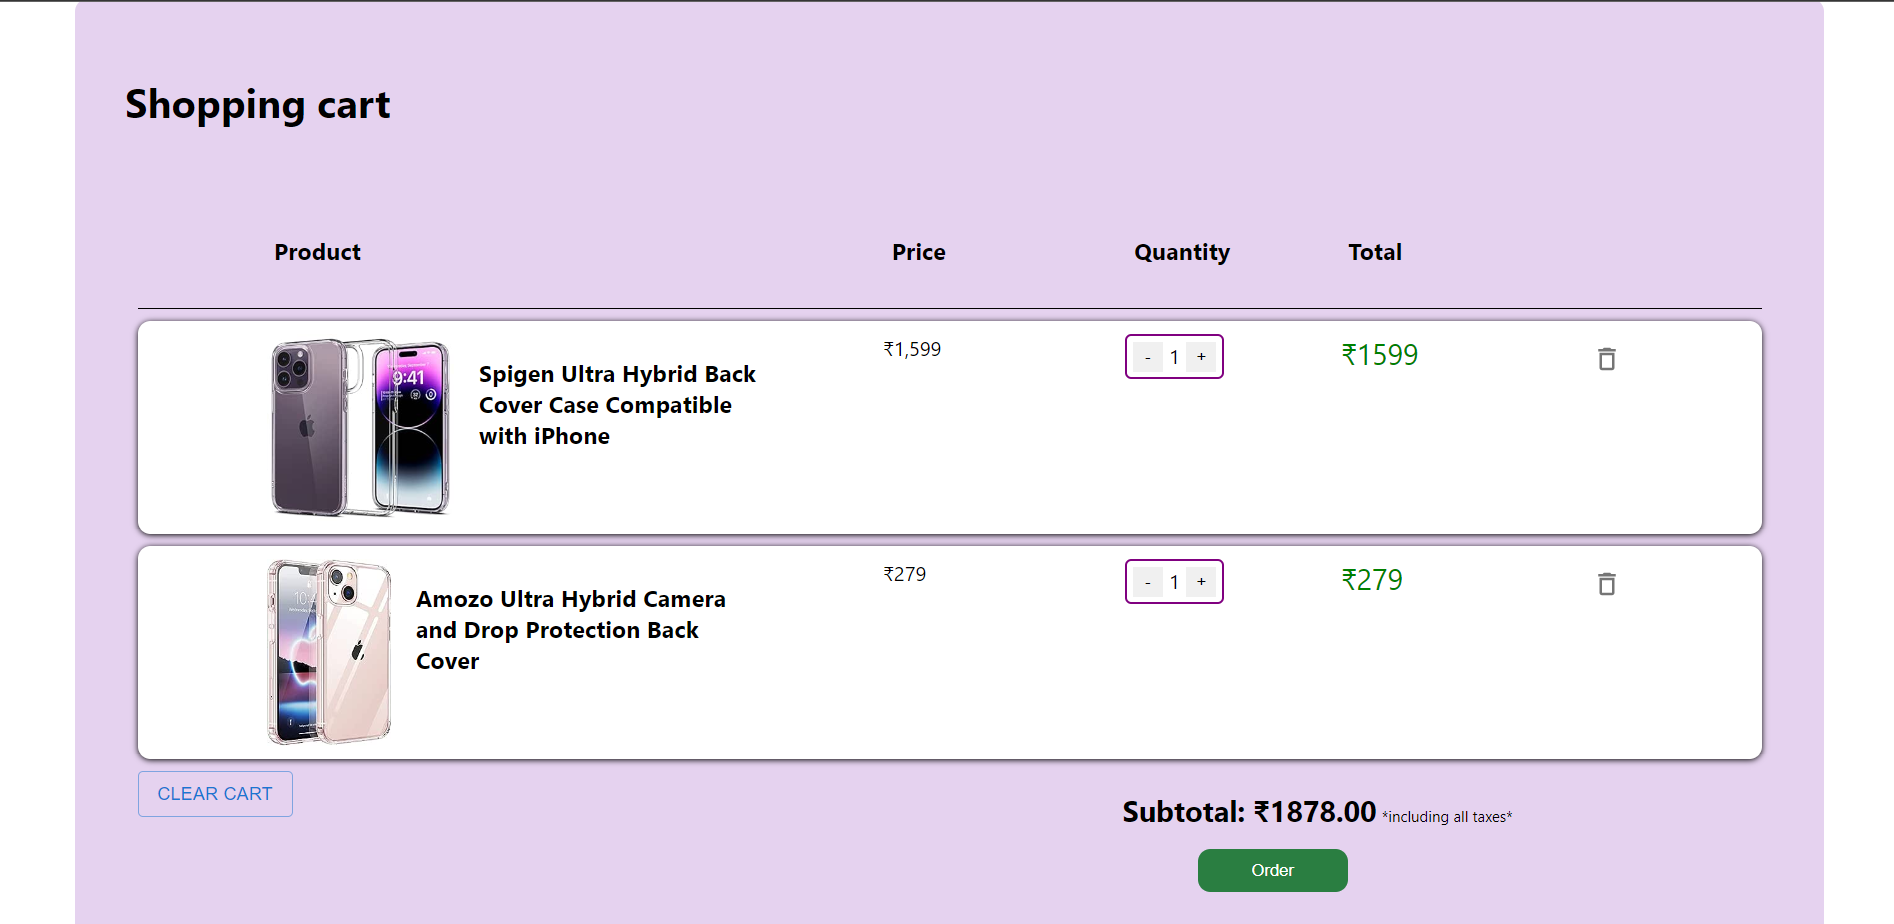 Shopping cart
Product Price Quantity Total
Spigen Ultra Hybrid Back
Cover Case Compatible
with iPhone
₹1,599
- 1 +
₹1599
9:41
Amozo Ultra Hybrid Camera
and Drop Protection Back
Cover
₹279
- 1 +
₹279
CLEAR CART
Subtotal: ₹1878.00 *including all taxes*
Order